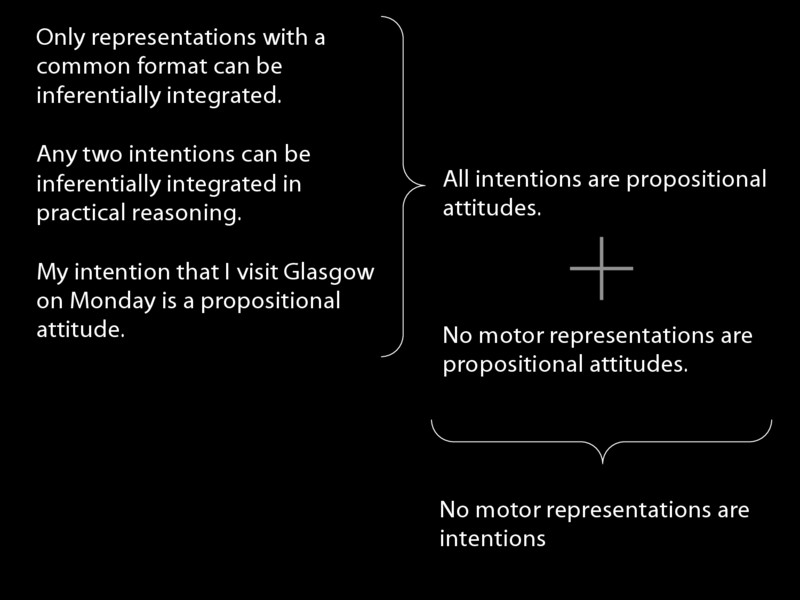 Only representations with a
common format can be
inferentially integrated.
Any two intentions can be
inferentially integrated in
practical reasoning.
My intention that I visit Glasgow
on Monday is a propositional
attitude.
All intentions are propositional
attitudes.
No motor representations are
propositional attitudes.
No motor representations are
intentions